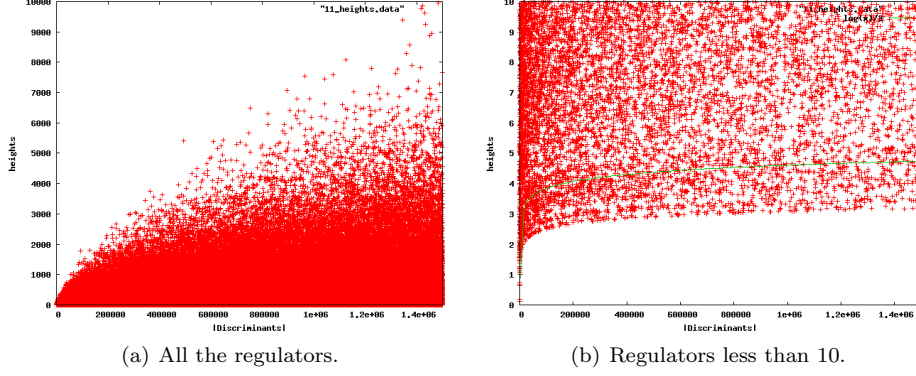 "11_heights_data"
10000
9000
8000
7000
6000
5000
4000
3000
2000
1000
0
heights
0 200000 400000 600000 800000 1e+06 1.2e+06 1.4e+06
|Discriminants|
(a) All the regulators.
"11_heights_data"
log(x)/3
10
9
8
7
6
5
4
3
2
1
0
heights
0 200000 400000 600000 800000 1e+06 1.2e+06 1.4e+06
|Discriminants|
(b) Regulators less than 10.